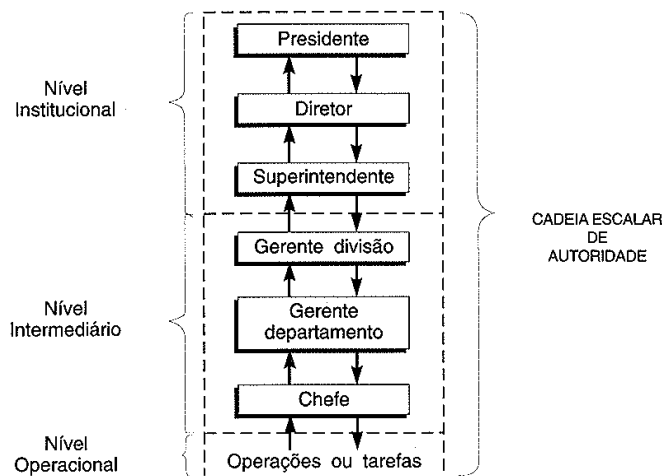 Presidente
Nível
Institucional
Diretor
Superintendente
CADEIA ESCALAR
DE
AUTORIDADE
Gerente divisão
Nível
Intermediário
Gerente
departamento
Chefe
Nível
Operacional
Operações ou tarefas